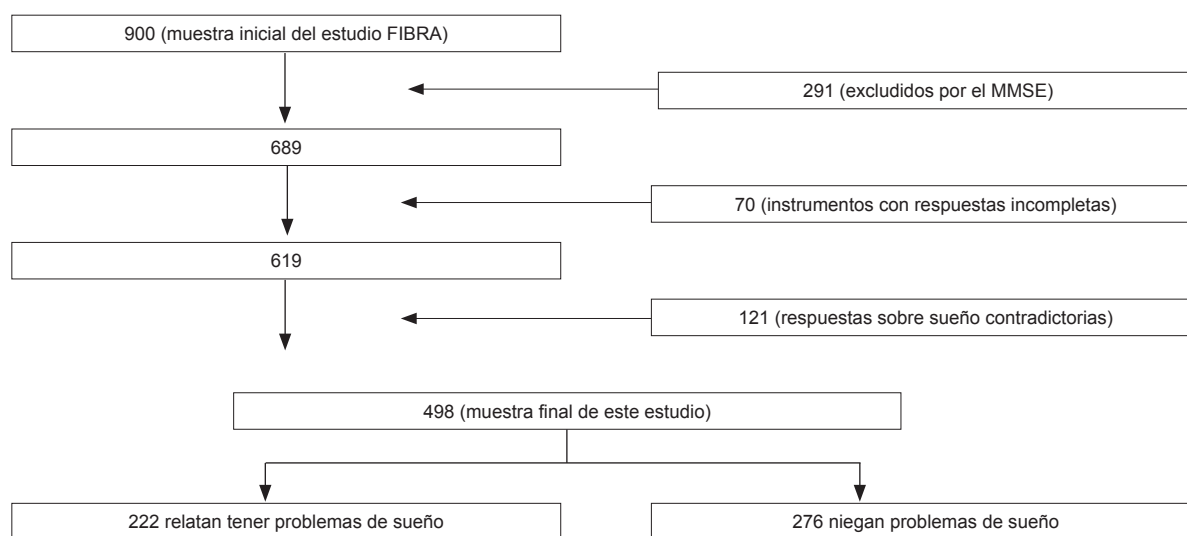 900 (muestra inicial del estudio FIBRA)
291 (excludidos por el MMSE)
689
70 (instrumentos con respuestas incompletas)
619
121 (respuestas sobre sueño contradictorias)
498 (muestra final de este estudio)
222 relatan tener problemas de sueño
276 niegan problemas de sueño